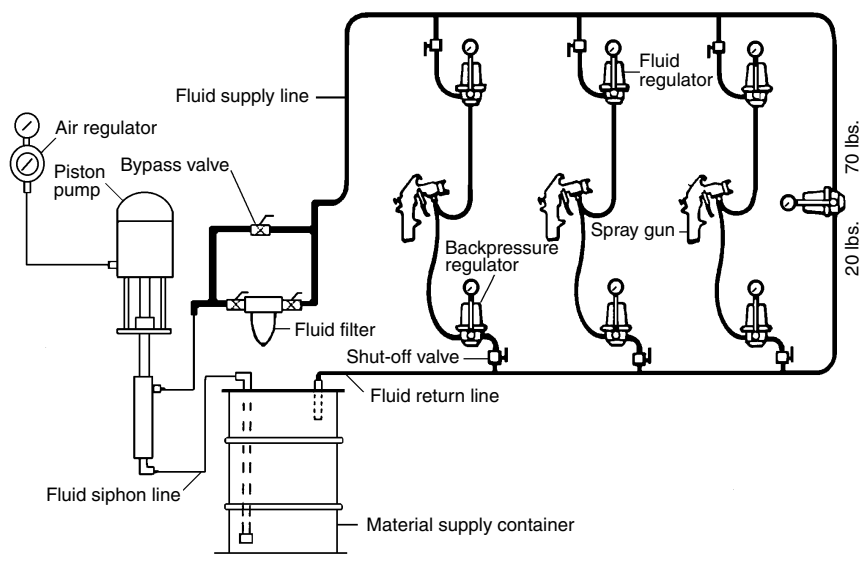 Fluid
regulator
Fluid supply line
Air regulator
Bypass valve
Piston
pump
70 lbs.
20 lbs.
Spray gun
Backpressure
regulator
Fluid filter
Shut-off valve
Fluid return line
Fluid siphon line
Material supply container